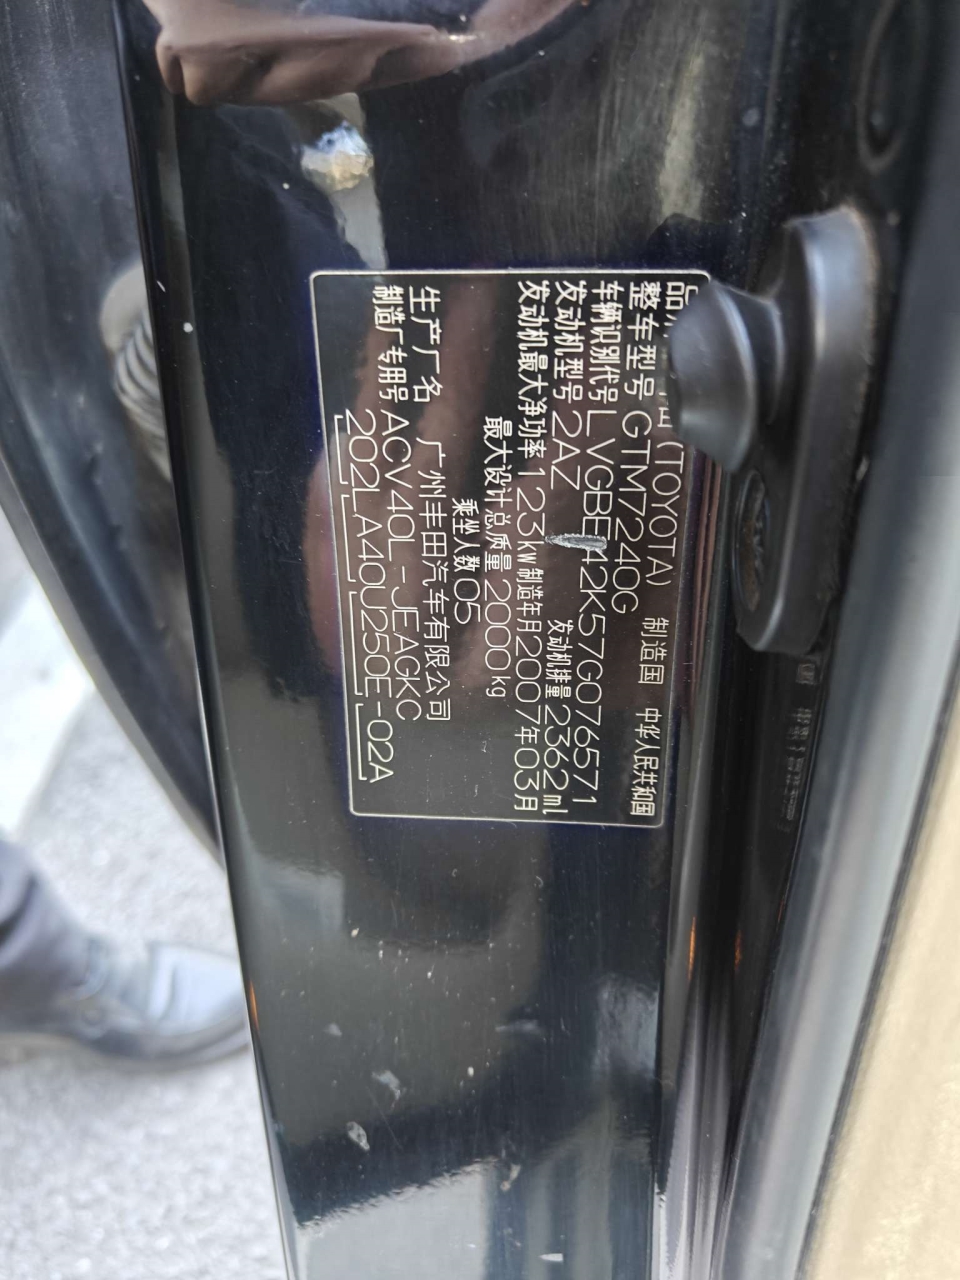 (TOYOTA) 制造国 中华人民共和国
整车型号 GTM7240G
车辆识别代号 LVGBE42K57G076571
发动机型号 2AZ 发动机排量 2362ml
发动机最大净功率 123kW 制造年月 2007年03月
最大设计总质量 2000kg
乘坐人数 05
生产厂名 广州丰田汽车有限公司
制造厂专用号 ACV40L-JEAGKC
202LA40U250E-02A